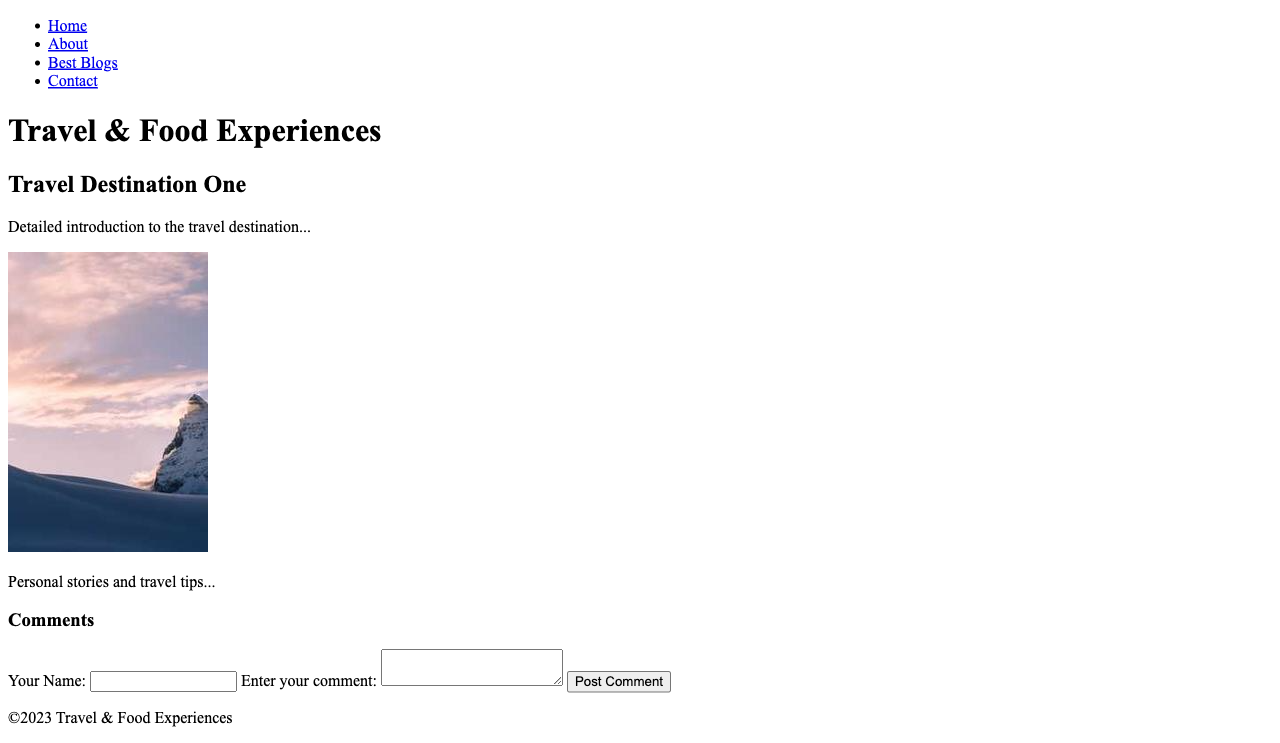 Home
About
Best Blogs
Contact
Travel & Food Experiences
Travel Destination One
Detailed introduction to the travel destination...
Personal stories and travel tips...
Comments
Your Name: Enter your comment: Post Comment
©2023 Travel & Food Experiences